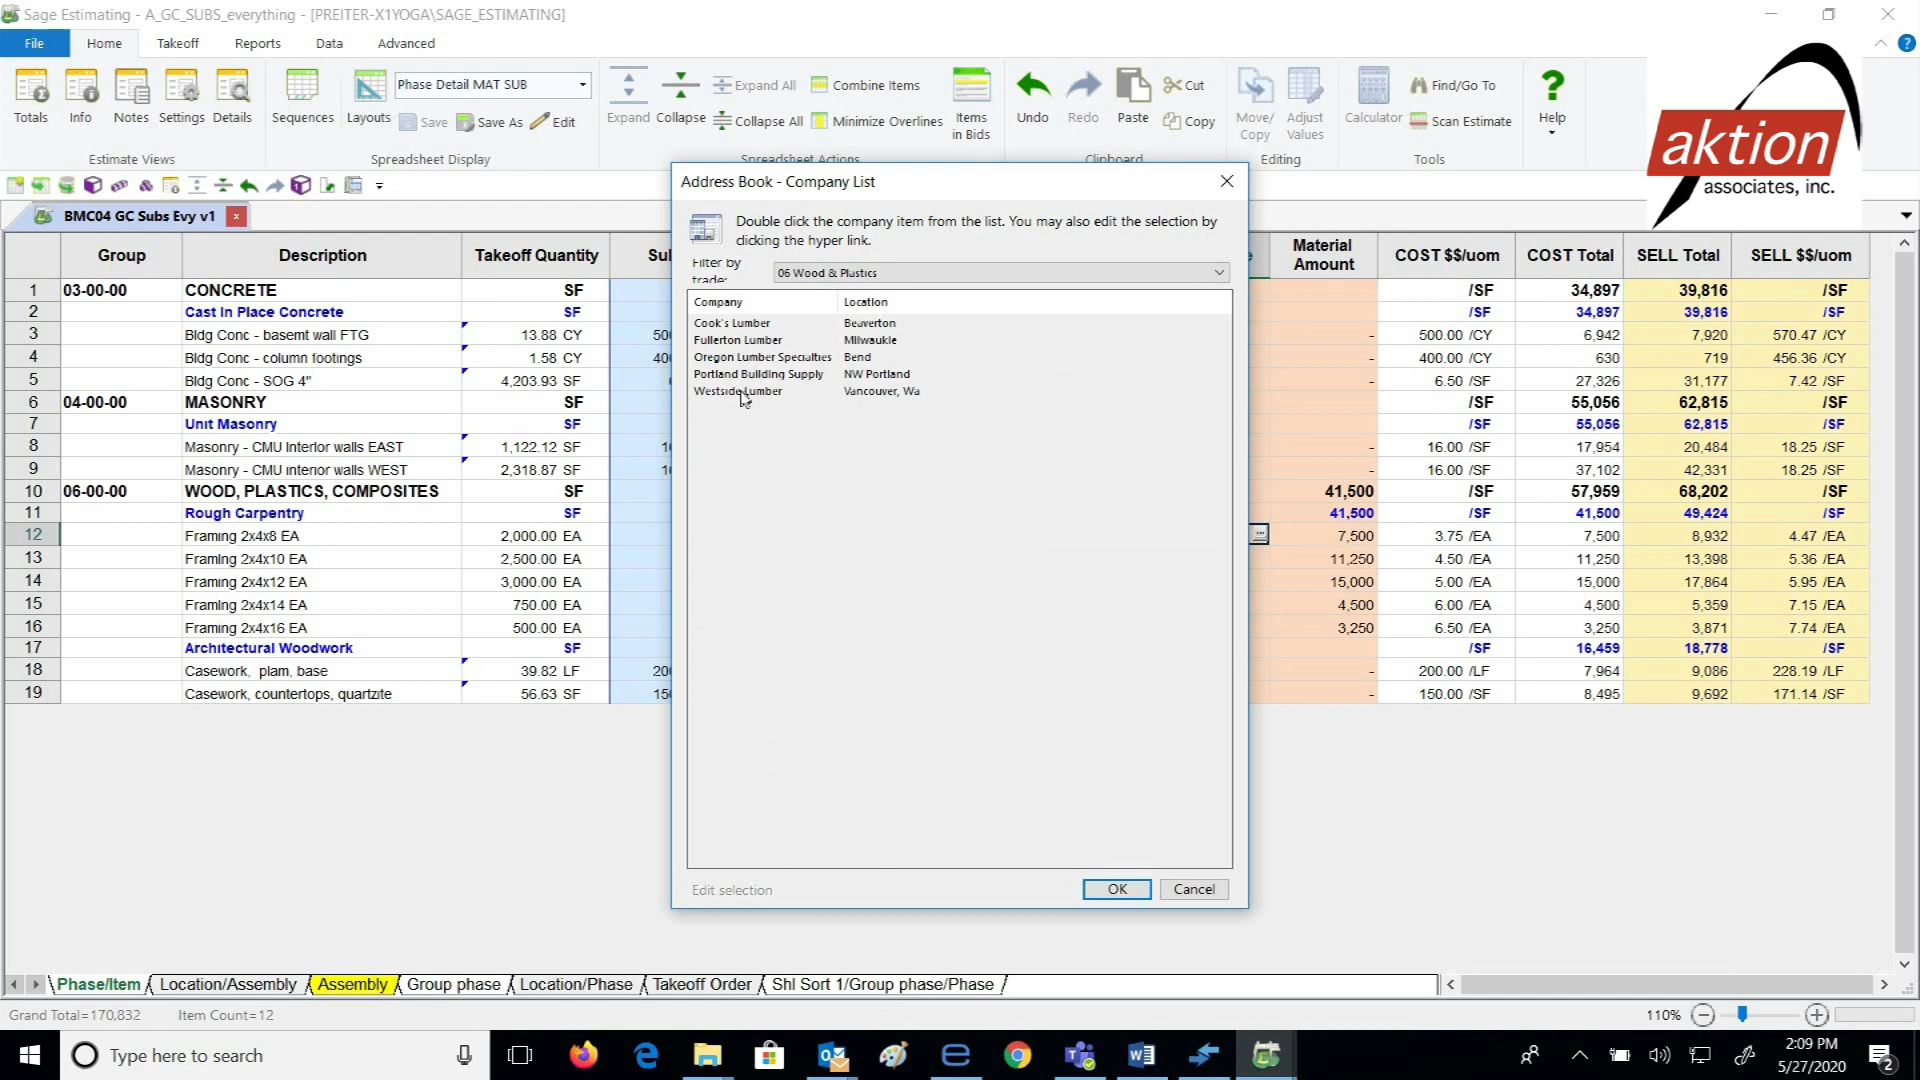 Sage Estimating - A_GC_SUBS_everything - [PREITER-X1YOGA\SAGE_ESTIMATING]
File Home Takeoff Reports Data Advanced
Totals Info Notes Settings Details
Estimate Views
Sequences Layouts Phase Detail MAT SUB
Save Save As Edit
Spreadsheet Display
Expand Collapse Expand All Combine Items
Collapse All Minimize Overlines
Items in Bids
Spreadsheet Actions
Undo Redo Paste Cut
Copy
Clipboard
Move/ Copy Adjust Values
Editing
Calculator Find/Go To
Scan Estimate
Tools
Help
aktion
associates, inc.
BMC04 GC Subs Evy v1
Group Description Takeoff Quantity Material Amount COST $$/uom COST Total SELL Total SELL $$/uom
1 03-00-00 CONCRETE SF /SF 34,897 39,816 /SF
2 Cast In Place Concrete SF /SF 34,897 39,816 /SF
3 Bldg Conc - basemt wall FTG 13.88 CY - 500.00 /CY 6,942 7,920 570.47 /CY
4 Bldg Conc - column footings 1.58 CY - 400.00 /CY 630 719 456.36 /CY
5 Bldg Conc - SOG 4" 4,203.93 SF - 6.50 /SF 27,326 31,177 7.42 /SF
6 04-00-00 MASONRY SF /SF 55,056 62,815 /SF
7 Unit Masonry SF /SF 55,056 62,815 /SF
8 Masonry - CMU interior walls EAST 1,122.12 SF - 16.00 /SF 17,954 20,484 18.25 /SF
9 Masonry - CMU interior walls WEST 2,318.87 SF - 16.00 /SF 37,102 42,331 18.25 /SF
10 06-00-00 WOOD, PLASTICS, COMPOSITES SF 41,500 /SF 57,959 68,202 /SF
11 Rough Carpentry SF 41,500 /SF 41,500 49,424 /SF
12 Framing 2x4x8 EA 2,000.00 EA 7,500 3.75 /EA 7,500 8,932 4.47 /EA
13 Framing 2x4x10 EA 2,500.00 EA 11,250 4.50 /EA 11,250 13,398 5.36 /EA
14 Framing 2x4x12 EA 3,000.00 EA 15,000 5.00 /EA 15,000 17,864 5.95 /EA
15 Framing 2x4x14 EA 750.00 EA 4,500 6.00 /EA 4,500 5,359 7.15 /EA
16 Framing 2x4x16 EA 500.00 EA 3,250 6.50 /EA 3,250 3,871 7.74 /EA
17 Architectural Woodwork SF /SF 16,459 18,778 /SF
18 Casework, plam, base 39.82 LF - 200.00 /LF 7,964 9,086 228.19 /LF
19 Casework, countertops, quartzite 56.63 SF - 150.00 /SF 8,495 9,692 171.14 /SF
Address Book - Company List
Double click the company item from the list. You may also edit the selection by
clicking the hyper link.
Filter by trade: 06 Wood & Plastics
Company Location
Cook's Lumber Beaverton
Fullerton Lumber Milwaukie
Oregon Lumber Specialties Bend
Portland Building Supply NW Portland
Westside Lumber Vancouver, Wa
Edit selection OK Cancel
Phase/Item Location/Assembly Assembly Group phase Location/Phase Takeoff Order Shl Sort 1/Group phase/Phase
Grand Total=170,832 Item Count=12 110%
Type here to search
2:09 PM
5/27/2020
2